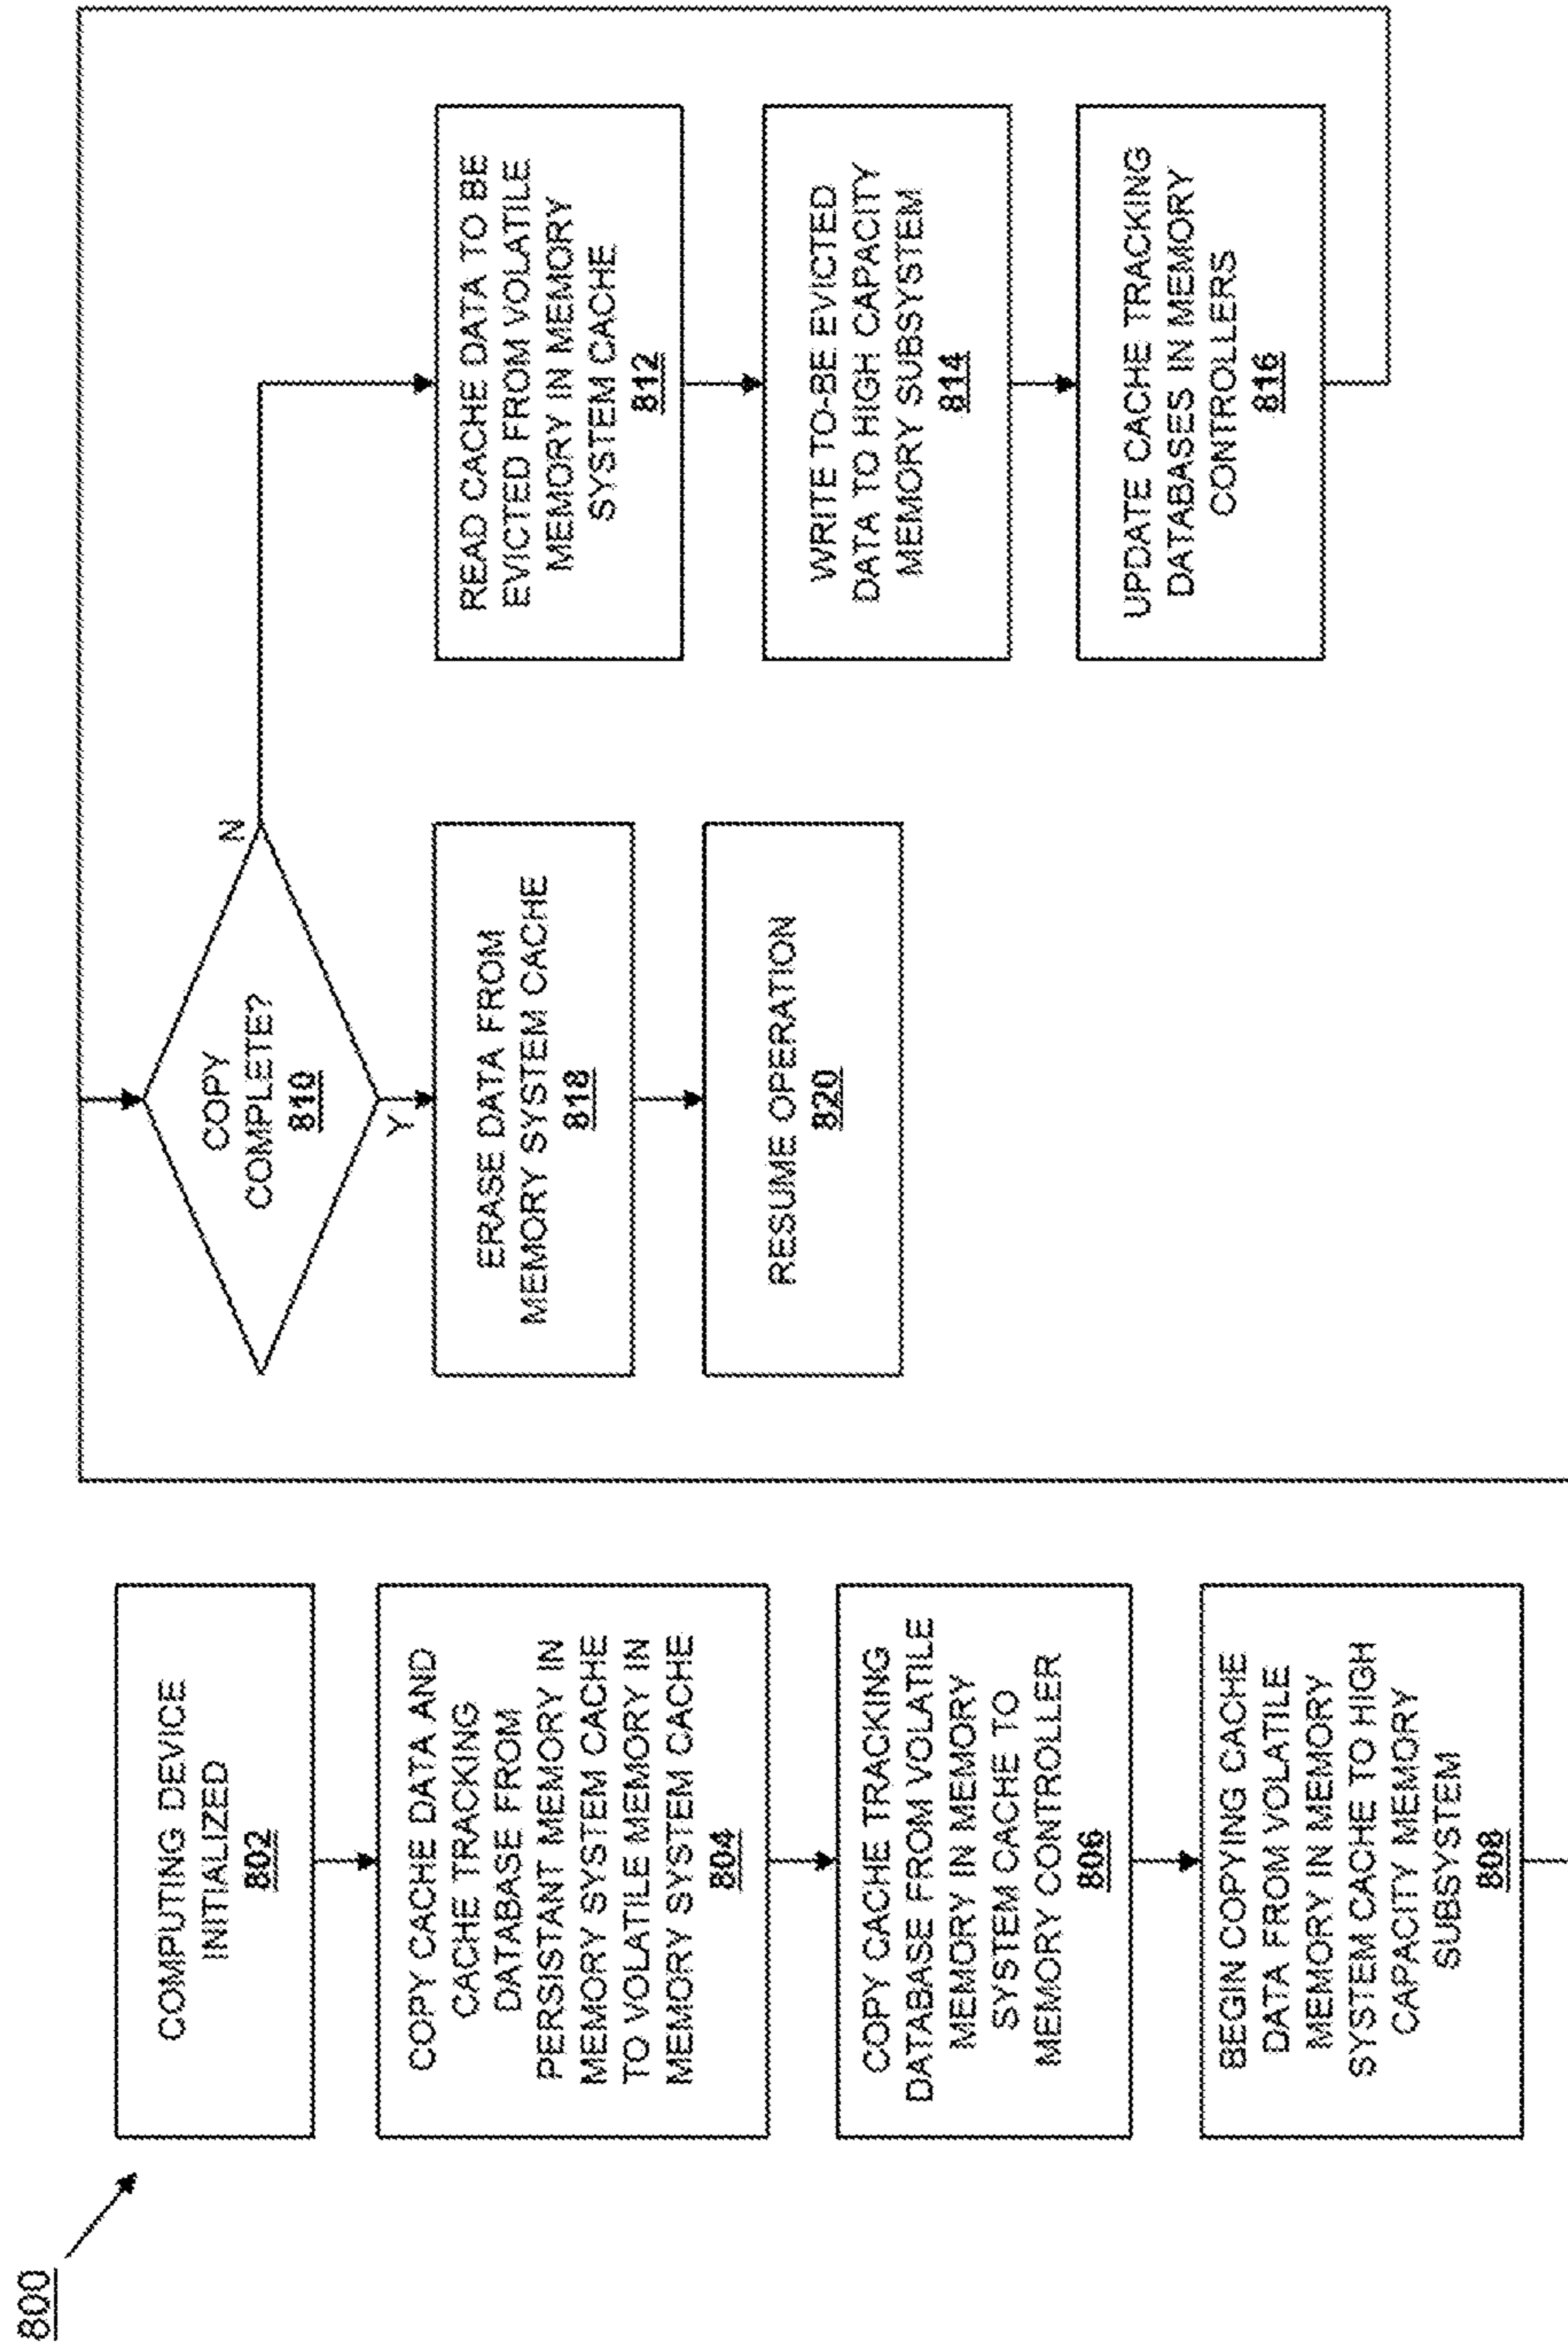 800
COMPUTING DEVICE
INITIALIZED
802
COPY CACHE DATA AND
CACHE TRACKING
DATABASE FROM
PERSISTANT MEMORY IN
MEMORY SYSTEM CACHE
TO VOLATILE MEMORY IN
MEMORY SYSTEM CACHE
804
COPY CACHE TRACKING
DATABASE FROM VOLATILE
MEMORY IN MEMORY
SYSTEM CACHE TO
MEMORY CONTROLLER
806
BEGIN COPYING CACHE
DATA FROM VOLATILE
MEMORY IN MEMORY
SYSTEM CACHE TO HIGH
CAPACITY MEMORY
SUBSYSTEM
808
COPY
COMPLETE?
810
N
Y
READ CACHE DATA TO BE
EVICTED FROM VOLATILE
MEMORY IN MEMORY
SYSTEM CACHE
812
WRITE TO-BE EVICTED
DATA TO HIGH CAPACITY
MEMORY SUBSYSTEM
814
UPDATE CACHE TRACKING
DATABASES IN MEMORY
CONTROLLERS
816
ERASE DATA FROM
MEMORY SYSTEM CACHE
818
RESUME OPERATION
820